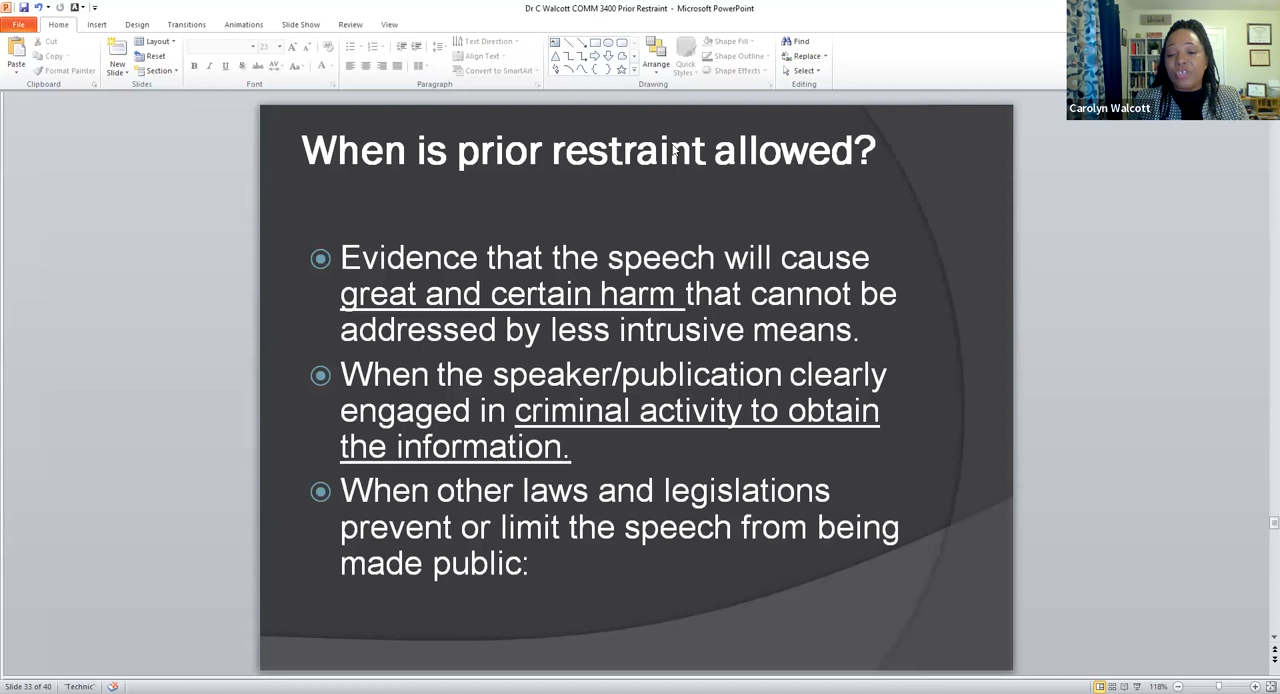 Dr C Walcott COMM 3400 Prior Restraint - Microsoft PowerPoint
File Home Insert Design Transitions Animations Slide Show Review View
Cut
Copy
Format Painter
Paste
Clipboard
New
Slide
Layout
Reset
Section
Slides
23
Font
Text Direction
Align Text
Convert to SmartArt
Paragraph
Arrange
Quick
Styles
Shape Fill
Shape Outline
Shape Effects
Drawing
Find
Replace
Select
Editing
Carolyn Walcott
When is prior restraint allowed?
Evidence that the speech will cause
great and certain harm that cannot be
addressed by less intrusive means.
When the speaker/publication clearly
engaged in criminal activity to obtain
the information.
When other laws and legislations
prevent or limit the speech from being
made public:
Slide 33 of 40 "Technic" 118%